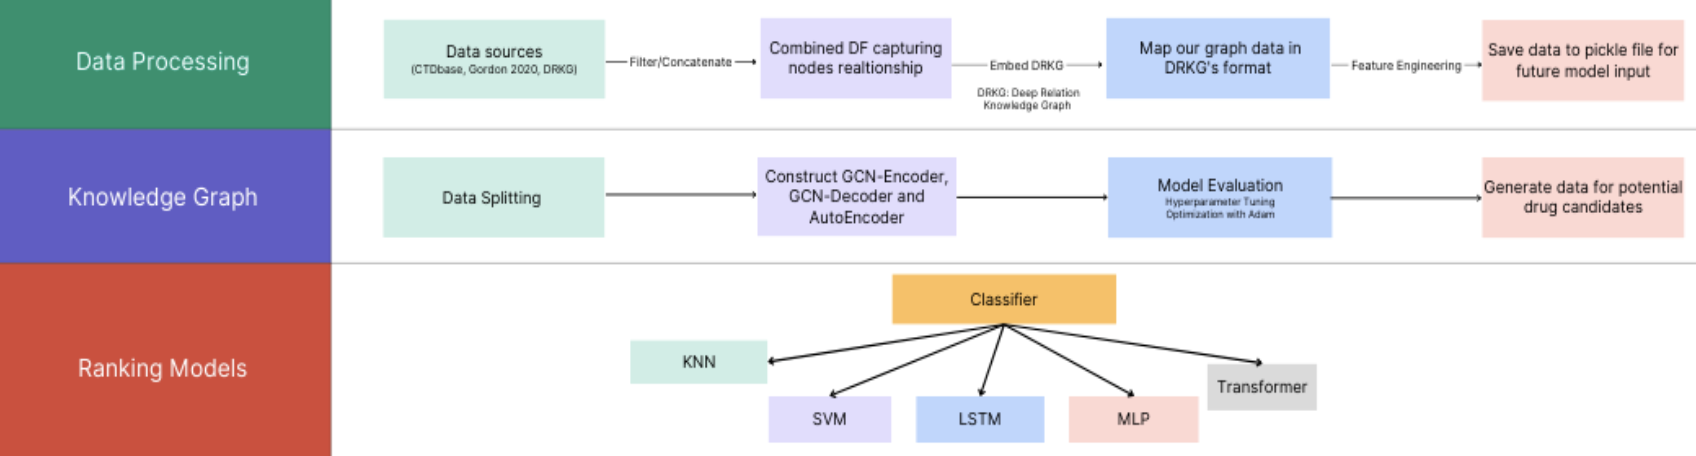 Data Processing
Data sources
(CTDbase, Gordon 2020, DRKG)
Filter/Concatenate
Combined DF capturing
nodes realtionship
Embed DRKG
DRKG: Deep Relation
Knowledge Graph
Map our graph data in
DRKG's format
Feature Engineering
Save data to pickle file for
future model input
Knowledge Graph
Data Splitting
Construct GCN-Encoder,
GCN-Decoder and
AutoEncoder
Model Evaluation
Hyperparameter Tuning
Optimization with Adam
Generate data for potential
drug candidates
Ranking Models
Classifier
KNN
SVM
LSTM
MLP
Transformer